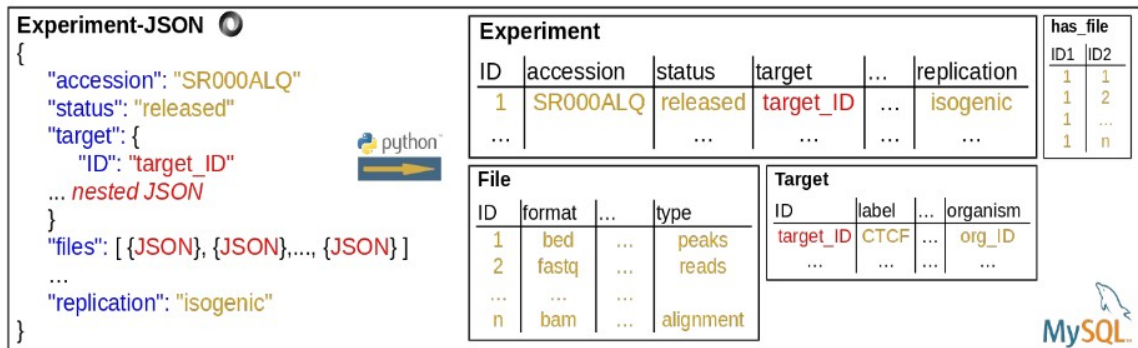 Experiment-JSON
{
"accession": "SR000ALQ"
"status": "released"
"target": {
"ID": "target_ID"
... nested JSON
}
"files": [ {JSON}, {JSON},..., {JSON} ]
...
"replication": "isogenic"
}
python™
Experiment
ID accession status target ... replication
1 SR000ALQ released target_ID ... isogenic
... ... ... ... ...
has_file
ID1 ID2
1 1
1 2
1 ...
1 n
File
ID format ... type
1 bed ... peaks
2 fastq ... reads
... ... ...
n bam ... alignment
Target
ID label ... organism
target_ID CTCF ... org_ID
... ... ... ...
MySQL™